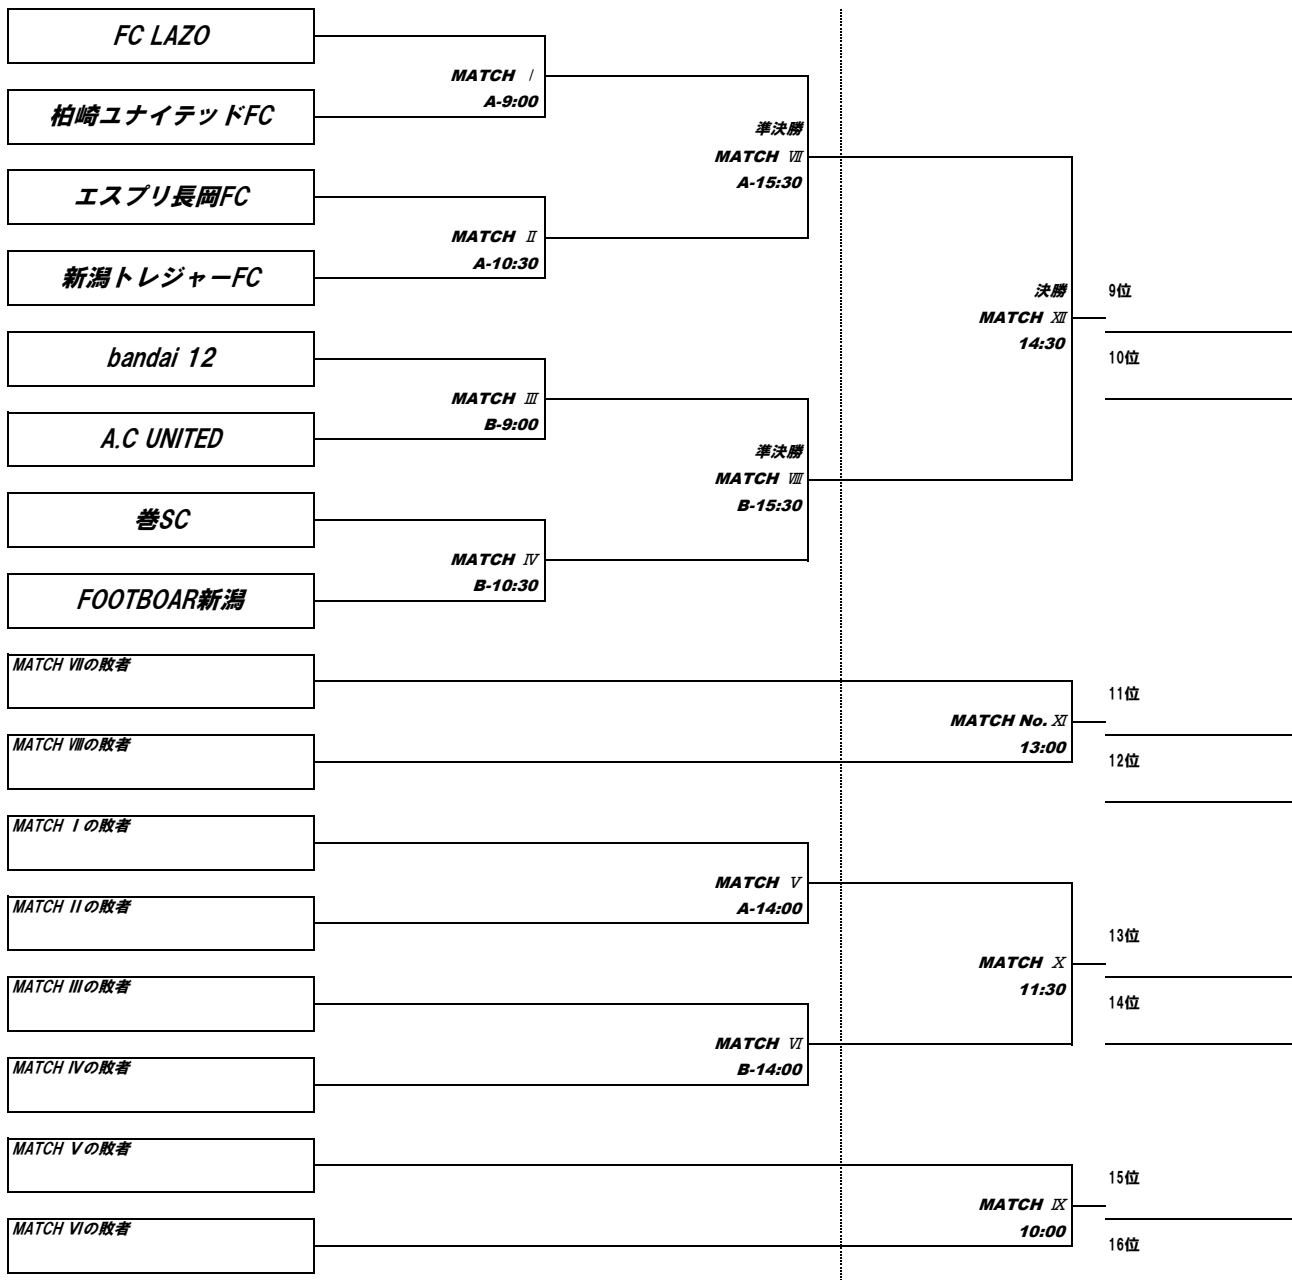 FC LAZO
MATCH Ⅰ
A-9:00
柏崎ユナイテッドFC
準決勝
MATCH Ⅶ
A-15:30
エスプリ長岡FC
MATCH Ⅱ
A-10:30
新潟トレジャーFC
決勝
MATCH Ⅻ
14:30
9位
10位
bandai 12
MATCH Ⅲ
B-9:00
A.C UNITED
準決勝
MATCH Ⅷ
B-15:30
巻SC
MATCH Ⅳ
B-10:30
FOOTBOAR新潟
MATCH Ⅶの敗者
MATCH No. Ⅺ
13:00
11位
12位
MATCH Ⅷの敗者
MATCH Ⅰの敗者
MATCH Ⅴ
A-14:00
MATCH Ⅱの敗者
MATCH Ⅹ
11:30
13位
14位
MATCH Ⅲの敗者
MATCH Ⅵ
B-14:00
MATCH Ⅳの敗者
MATCH Ⅴの敗者
MATCH Ⅸ
10:00
15位
16位
MATCH Ⅵの敗者